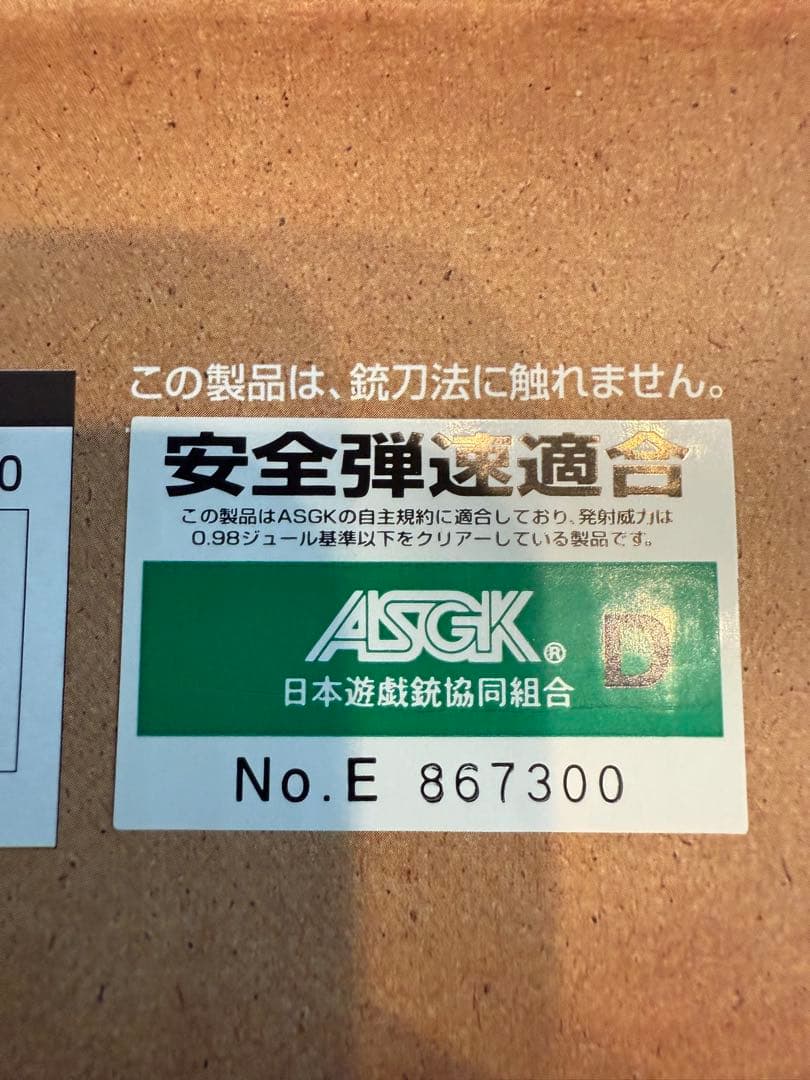 この製品は、銃刀法に触れません。
安全弾速適合
この製品はASGKの自主規約に適合しており、発射威力は
0.98ジュール基準以下をクリアーしている製品です。
ASGK® D
日本遊戯銃協同組合
No.E 867300
0